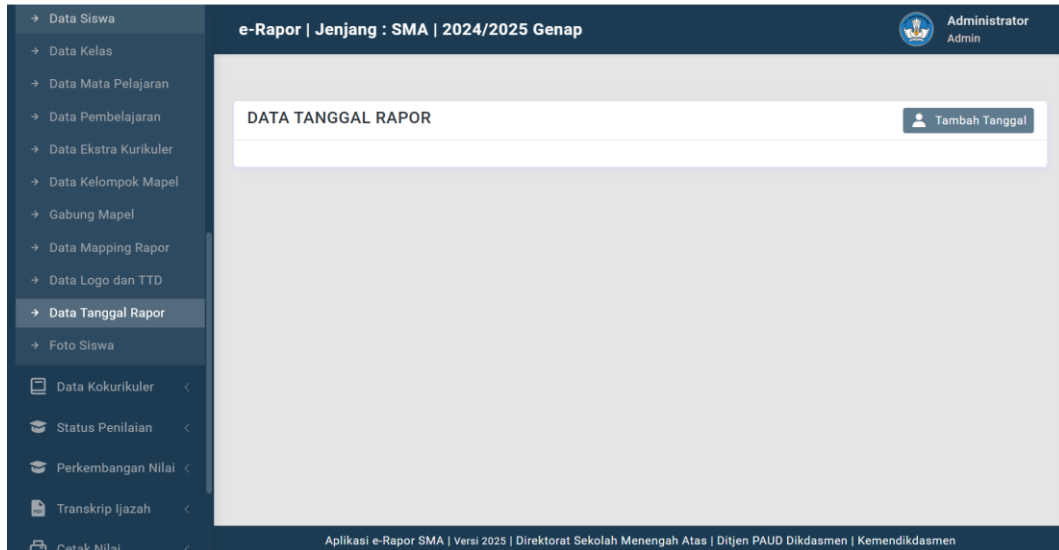 Data Siswa
Data Kelas
Data Mata Pelajaran
Data Pembelajaran
Data Ekstra Kurikuler
Data Kelompok Mapel
Gabung Mapel
Data Mapping Rapor
Data Logo dan TTD
Data Tanggal Rapor
Foto Siswa
Data Kokurikuler
Status Penilaian
Perkembangan Nilai
Transkrip Ijazah
Cetak Nilai
e-Rapor | Jenjang : SMA | 2024/2025 Genap
Administrator
Admin
DATA TANGGAL RAPOR
Tambah Tanggal
Aplikasi e-Rapor SMA | Versi 2025 | Direktorat Sekolah Menengah Atas | Ditjen PAUD Dikdasmen | Kemendikdasmen